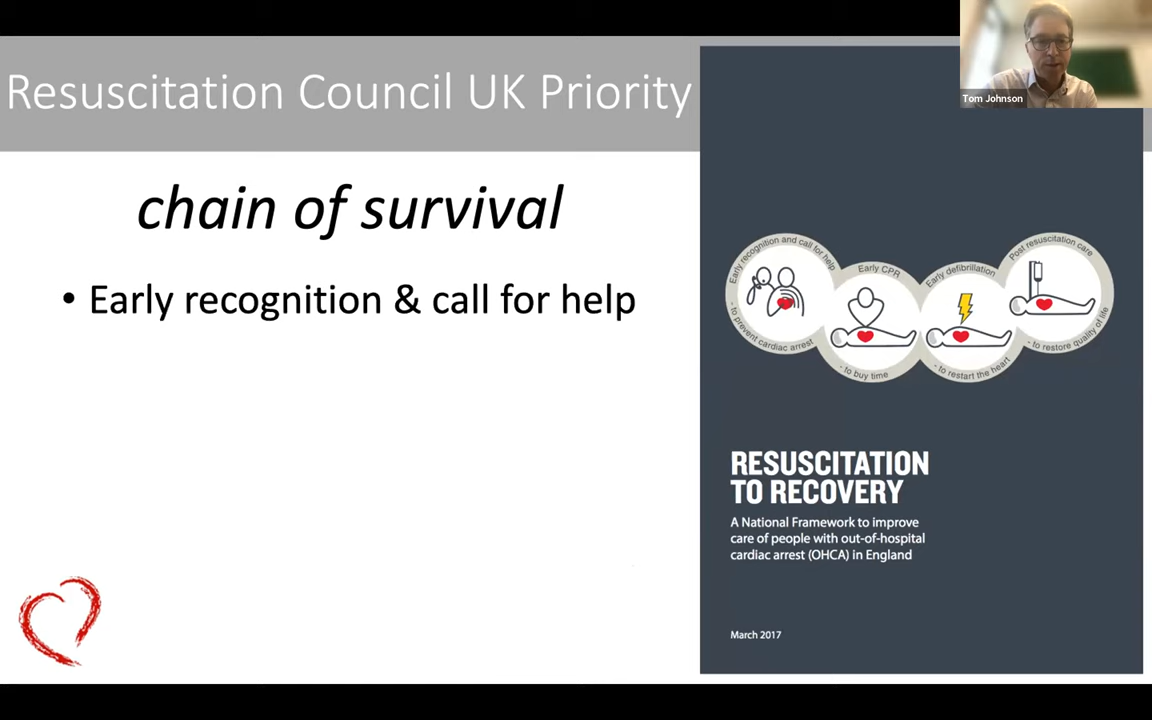 Resuscitation Council UK Priority
Tom Johnson
chain of survival
• Early recognition & call for help
Early recognition and call for help
- to prevent cardiac arrest
Early CPR
- to buy time
Early defibrillation
- to restart the heart
Post resuscitation care
- to restore quality of life
RESUSCITATION
TO RECOVERY
A National Framework to improve
care of people with out-of-hospital
cardiac arrest (OHCA) in England
March 2017